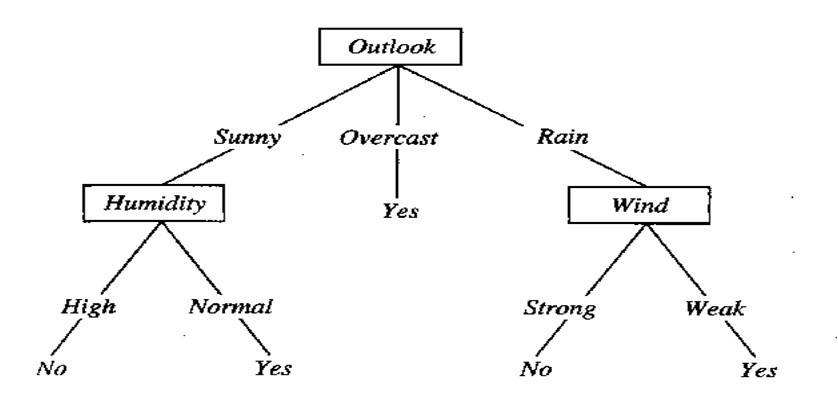 Outlook
Sunny Overcast Rain
Humidity Yes Wind
High Normal Strong Weak
No Yes No Yes